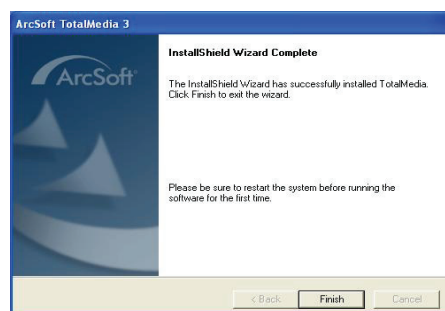 ArcSoft TotalMedia 3
ArcSoft
InstallShield Wizard Complete
The InstallShield Wizard has successfully installed TotalMedia.
Click Finish to exit the wizard.
Please be sure to restart the system before running the
software for the first time.
< Back Finish Cancel